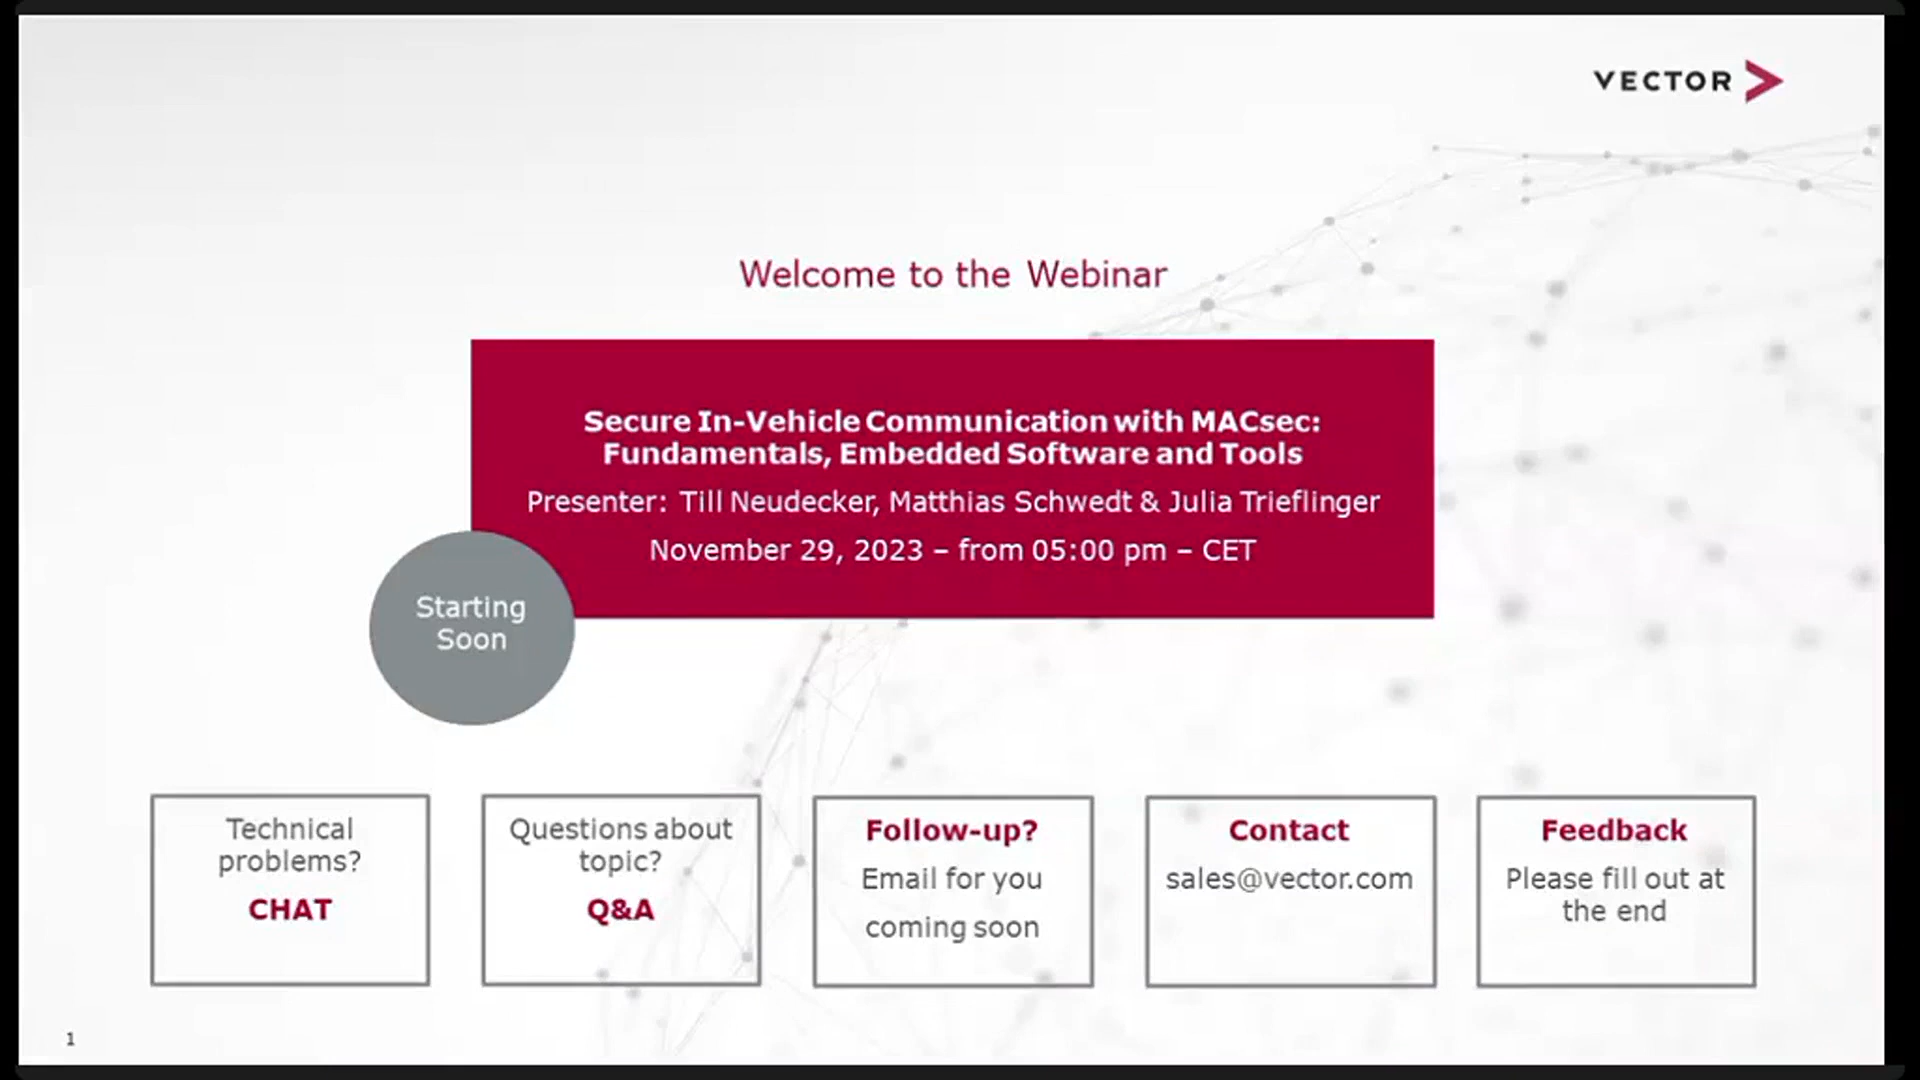 VECTOR
Welcome to the Webinar
Secure In-Vehicle Communication with MACsec:
Fundamentals, Embedded Software and Tools
Presenter: Till Neudecker, Matthias Schwedt & Julia Trieflinger
November 29, 2023 – from 05:00 pm – CET
Starting
Soon
Technical
problems?
CHAT
Questions about
topic?
Q&A
Follow-up?
Email for you
coming soon
Contact
sales@vector.com
Feedback
Please fill out at
the end
1